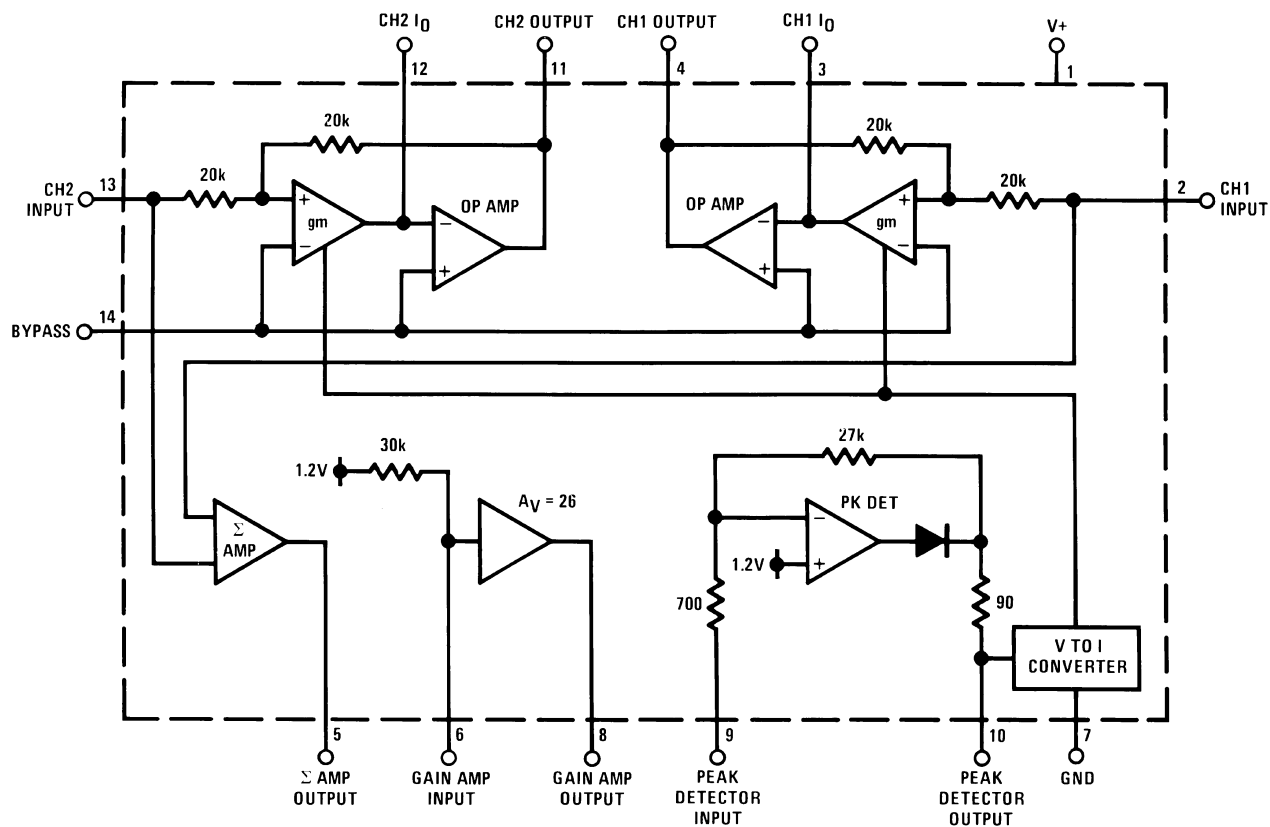 CH2 I0
CH2 OUTPUT
CH1 OUTPUT
CH1 I0
V+
12
11
4
3
1
20k
20k
CH2
INPUT
13
20k
+
gm
−
−
OP AMP
+
OP AMP
−
+
+
gm
−
20k
2
CH1
INPUT
BYPASS
14
30k
1.2V
AV = 26
27k
PK DET
−
1.2V
+
Σ
AMP
700
90
V TO I
CONVERTER
5
6
8
9
10
7
Σ AMP
OUTPUT
GAIN AMP
INPUT
GAIN AMP
OUTPUT
PEAK
DETECTOR
INPUT
PEAK
DETECTOR
OUTPUT
GND